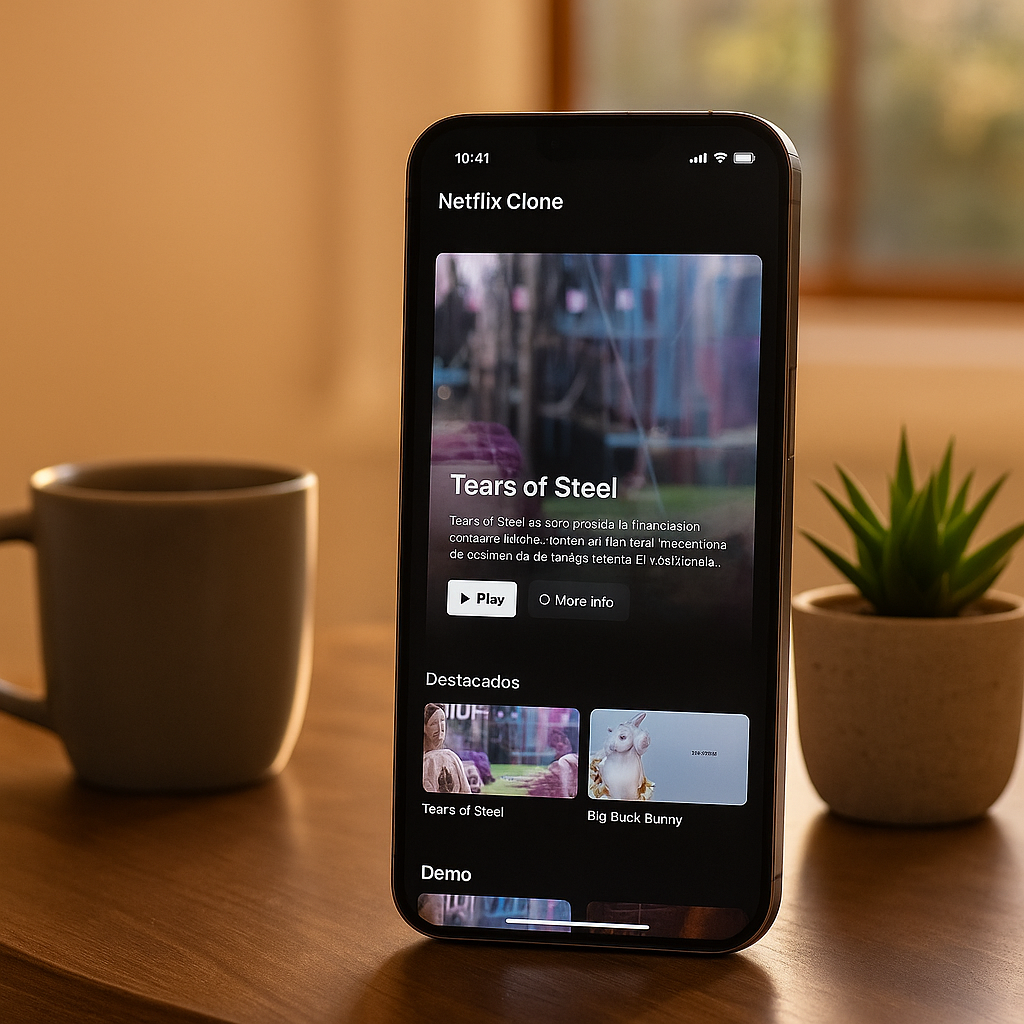 10:41
Netflix Clone
Tears of Steel
Tears of Steel as soro prosida la financiasion
contaarre lidrohe..·tonten ari flan teral 'mecentiona
de ocsimen da de tanágs tetenta El
Play
More info
Destacados
Tears of Steel
Big Buck Bunny
Demo